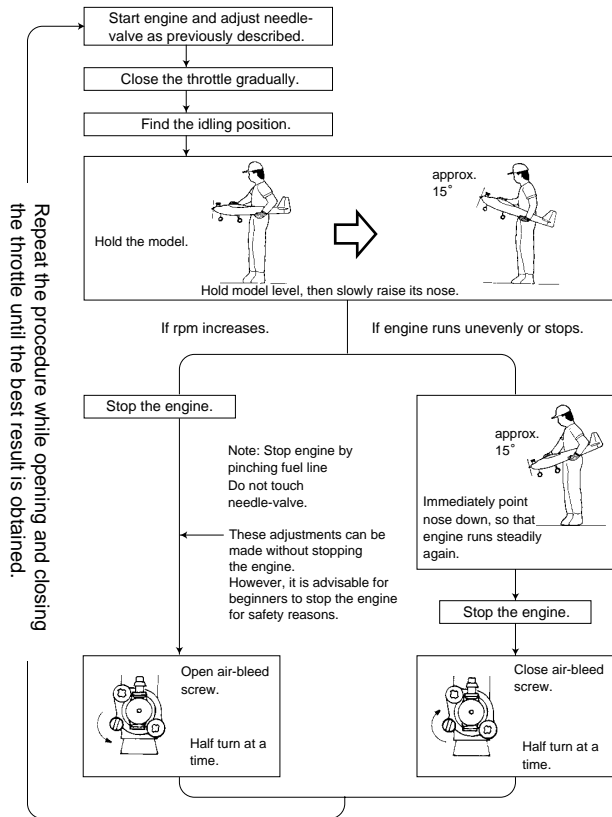 Start engine and adjust needle-
valve as previously described.
Close the throttle gradually.
Find the idling position.
approx.
15°
Hold the model.
Hold model level, then slowly raise its nose.
If rpm increases.
If engine runs unevenly or stops.
Stop the engine.
Note: Stop engine by
pinching fuel line
Do not touch
needle-valve.
These adjustments can be
made without stopping
the engine.
However, it is advisable for
beginners to stop the engine
for safety reasons.
approx.
15°
Immediately point
nose down, so that
engine runs steadily
again.
Stop the engine.
Open air-bleed
screw.
Half turn at a
time.
Close air-bleed
screw.
Half turn at a
time.
Repeat the procedure while opening and closing
the throttle until the best result is obtained.